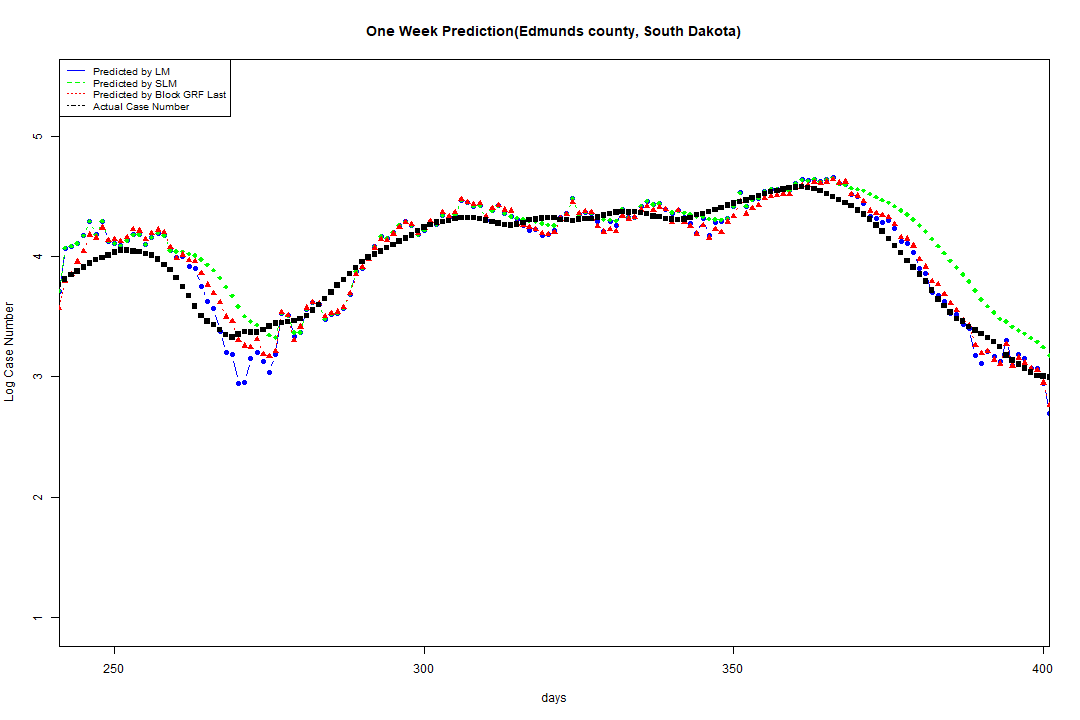 One Week Prediction(Edmunds county, South Dakota)
Predicted by LM
Predicted by SLM
Predicted by Block GRF Last
Actual Case Number
5
4
3
2
1
Log Case Number
250 300 350 400
days